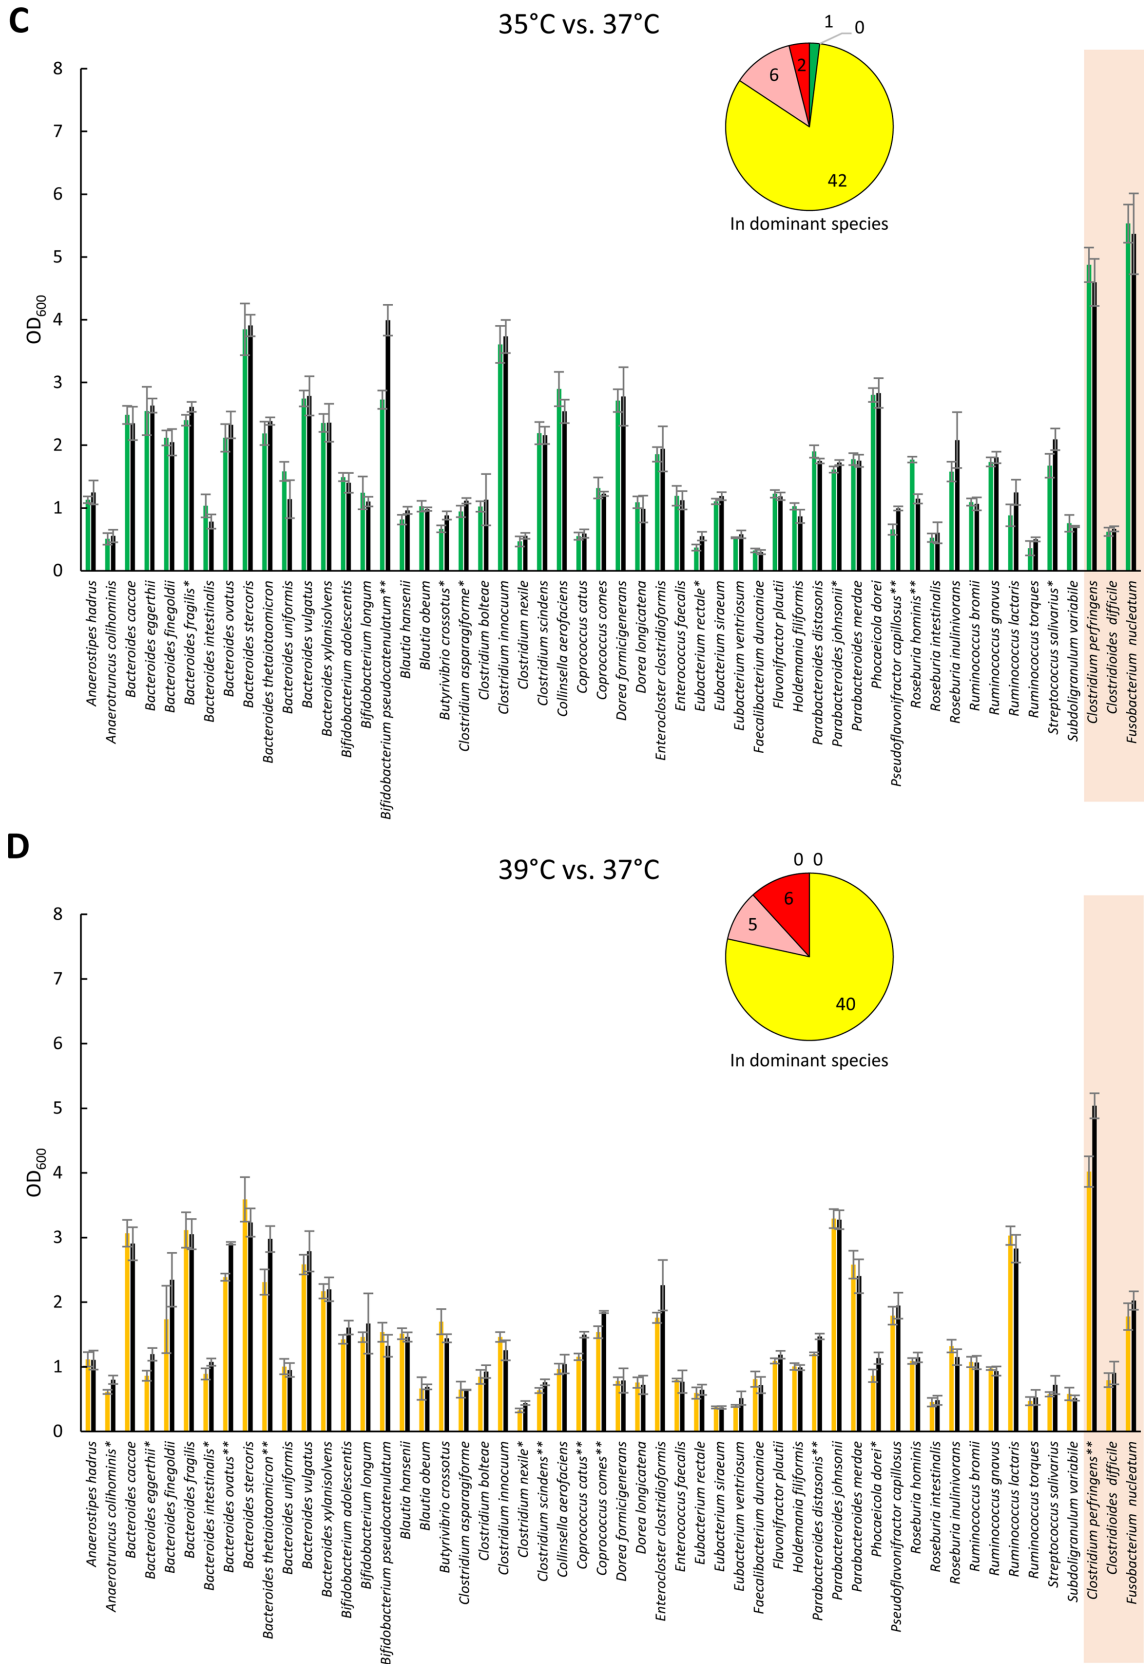 C
35°C vs. 37°C
1
0
6
2
42
In dominant species
8
7
6
5
4
3
2
1
0
OD600
Anaerostipes hadrus
Anaerotruncus colihominis
Bacteroides caccae
Bacteroides eggerthii
Bacteroides finegoldii
Bacteroides fragilis*
Bacteroides intestinalis
Bacteroides ovatus
Bacteroides stercoris
Bacteroides thetaiotaomicron
Bacteroides uniformis
Bacteroides vulgatus
Bacteroides xylanisolvens
Bifidobacterium adolescentis
Bifidobacterium longum
Bifidobacterium pseudocatenulatum**
Blautia hansenii
Blautia obeum
Butyrivibrio crossotus*
Clostridium asparagiforme*
Clostridium bolteae
Clostridium innocuum
Clostridium nexile
Clostridium scindens
Collinsella aerofaciens
Coprococcus catus
Coprococcus comes
Dorea formicigenerans
Dorea longicatena
Enterocloster clostridioformis
Enterococcus faecalis
Eubacterium rectale*
Eubacterium siraeum
Eubacterium ventriosum
Faecalibacterium duncaniae
Flavonifractor plautii
Holdemania filiformis
Parabacteroides distasonis
Parabacteroides johnsonii*
Parabacteroides merdae
Phocaeicola dorei
Pseudoflavonifractor capillosus**
Roseburia hominis**
Roseburia intestinalis
Roseburia inulinivorans
Ruminococcus bromii
Ruminococcus gnavus
Ruminococcus lactaris
Ruminococcus torques
Streptococcus salivarius*
Subdoligranulum variabile
Clostridium perfringens
Clostridioides difficile
Fusobacterium nucleatum
D
39°C vs. 37°C
0 0
6
5
40
In dominant species
8
7
6
5
4
3
2
1
0
OD600
Anaerostipes hadrus
Anaerotruncus colihominis*
Bacteroides caccae
Bacteroides eggerthii*
Bacteroides finegoldii
Bacteroides fragilis
Bacteroides intestinalis*
Bacteroides ovatus**
Bacteroides stercoris
Bacteroides thetaiotaomicron**
Bacteroides uniformis
Bacteroides vulgatus
Bacteroides xylanisolvens
Bifidobacterium adolescentis
Bifidobacterium longum
Bifidobacterium pseudocatenulatum
Blautia hansenii
Blautia obeum
Butyrivibrio crossotus
Clostridium asparagiforme
Clostridium bolteae
Clostridium innocuum
Clostridium nexile*
Clostridium scindens**
Collinsella aerofaciens
Coprococcus catus**
Coprococcus comes**
Dorea formicigenerans
Dorea longicatena
Enterocloster clostridioformis
Enterococcus faecalis
Eubacterium rectale
Eubacterium siraeum
Eubacterium ventriosum
Faecalibacterium duncaniae
Flavonifractor plautii
Holdemania filiformis
Parabacteroides distasonis**
Parabacteroides johnsonii
Parabacteroides merdae
Phocaeicola dorei*
Pseudoflavonifractor capillosus
Roseburia hominis
Roseburia intestinalis
Roseburia inulinivorans
Ruminococcus bromii
Ruminococcus gnavus
Ruminococcus lactaris
Ruminococcus torques
Streptococcus salivarius
Subdoligranulum variabile
Clostridium perfringens**
Clostridioides difficile
Fusobacterium nucleatum